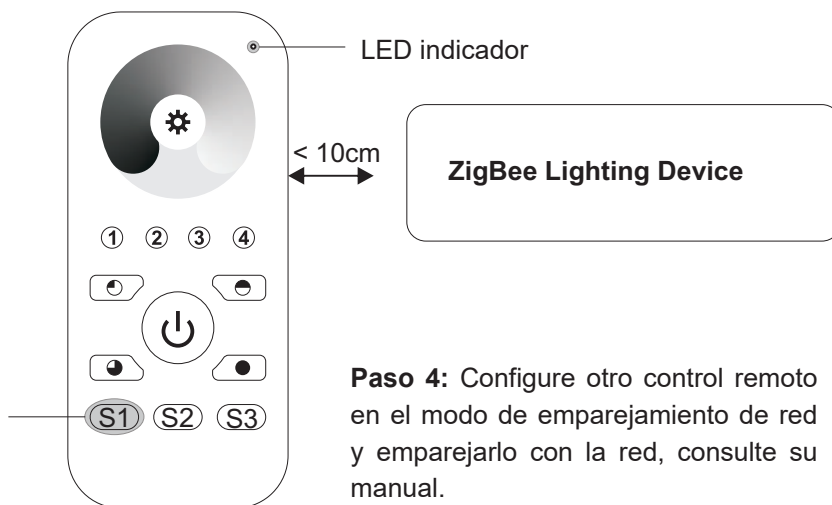 LED indicador
< 10cm
ZigBee Lighting Device
1 2 3 4
S1 S2 S3
Paso 4: Configure otro control remoto
en el modo de emparejamiento de red
y emparejarlo con la red, consulte su
manual.